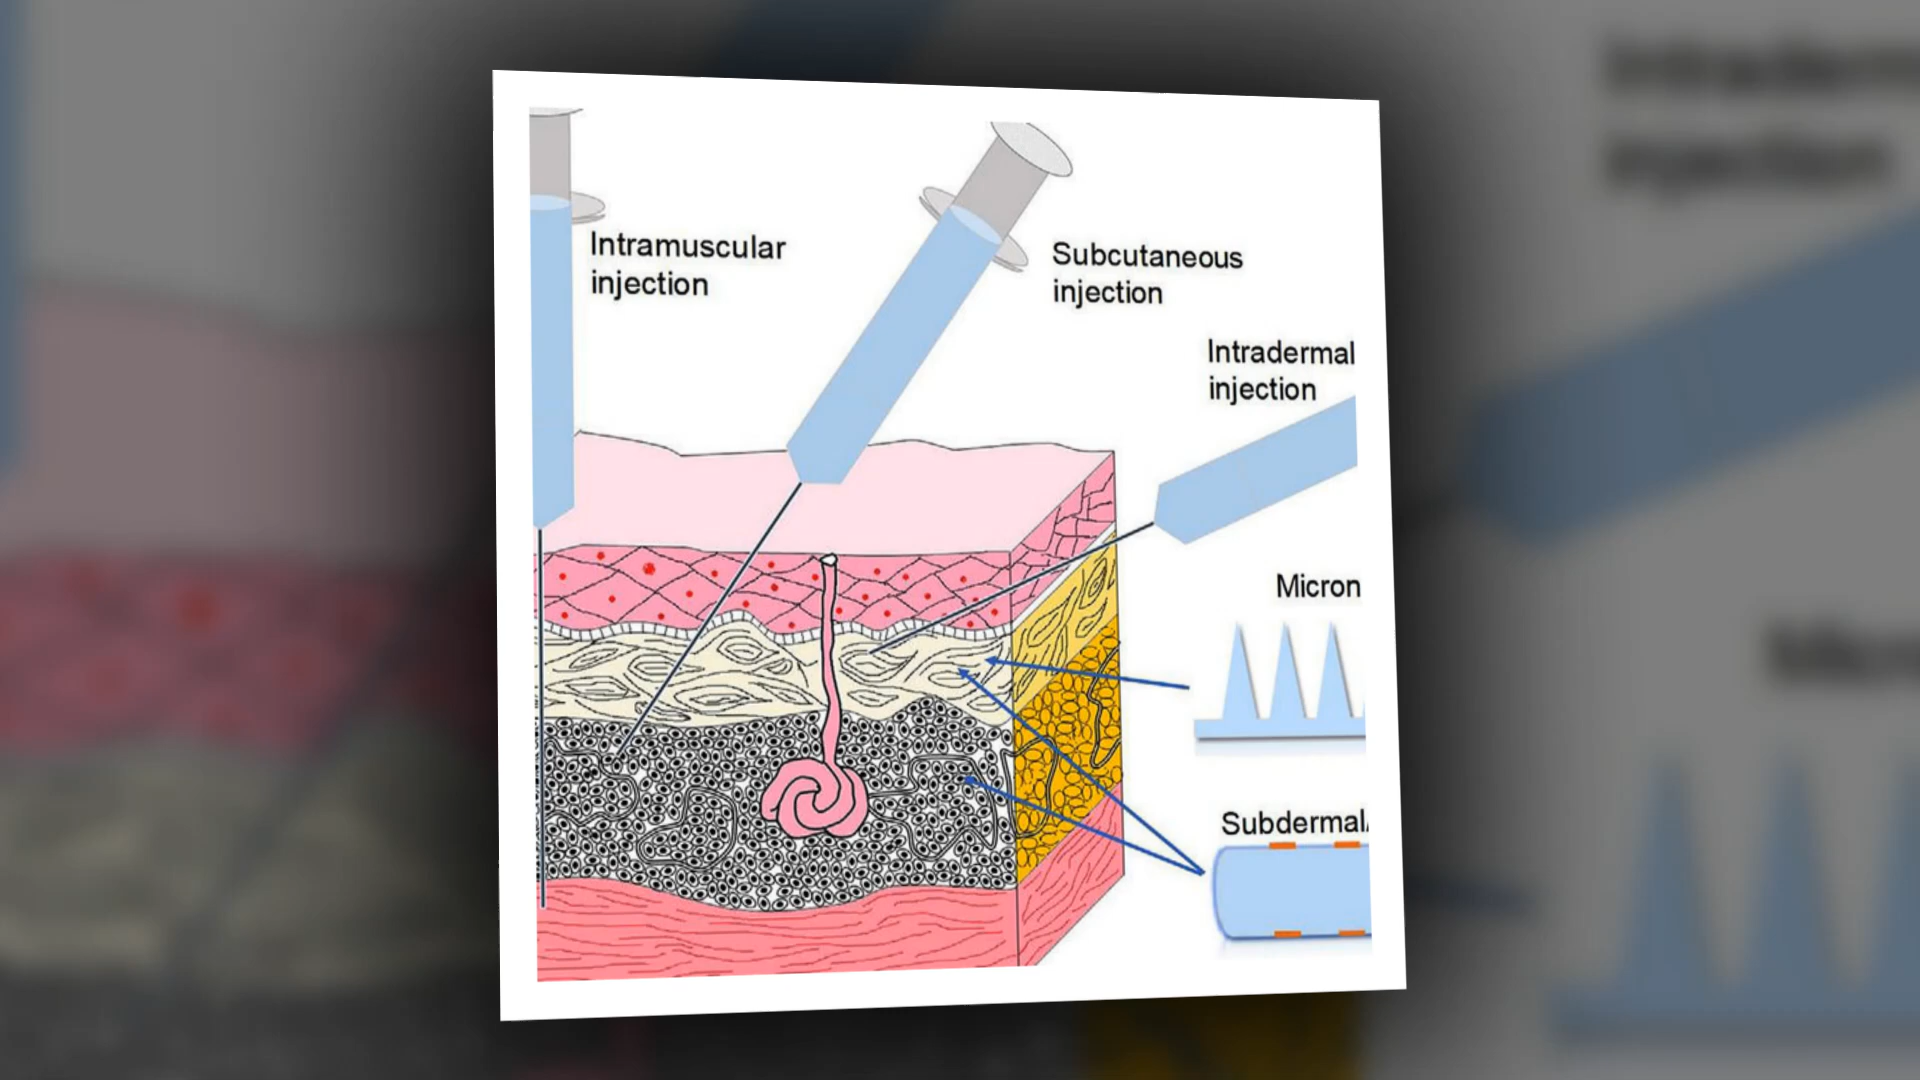 Intramuscular
injection
Subcutaneous
injection
Intradermal
injection
Micron
Subdermal/